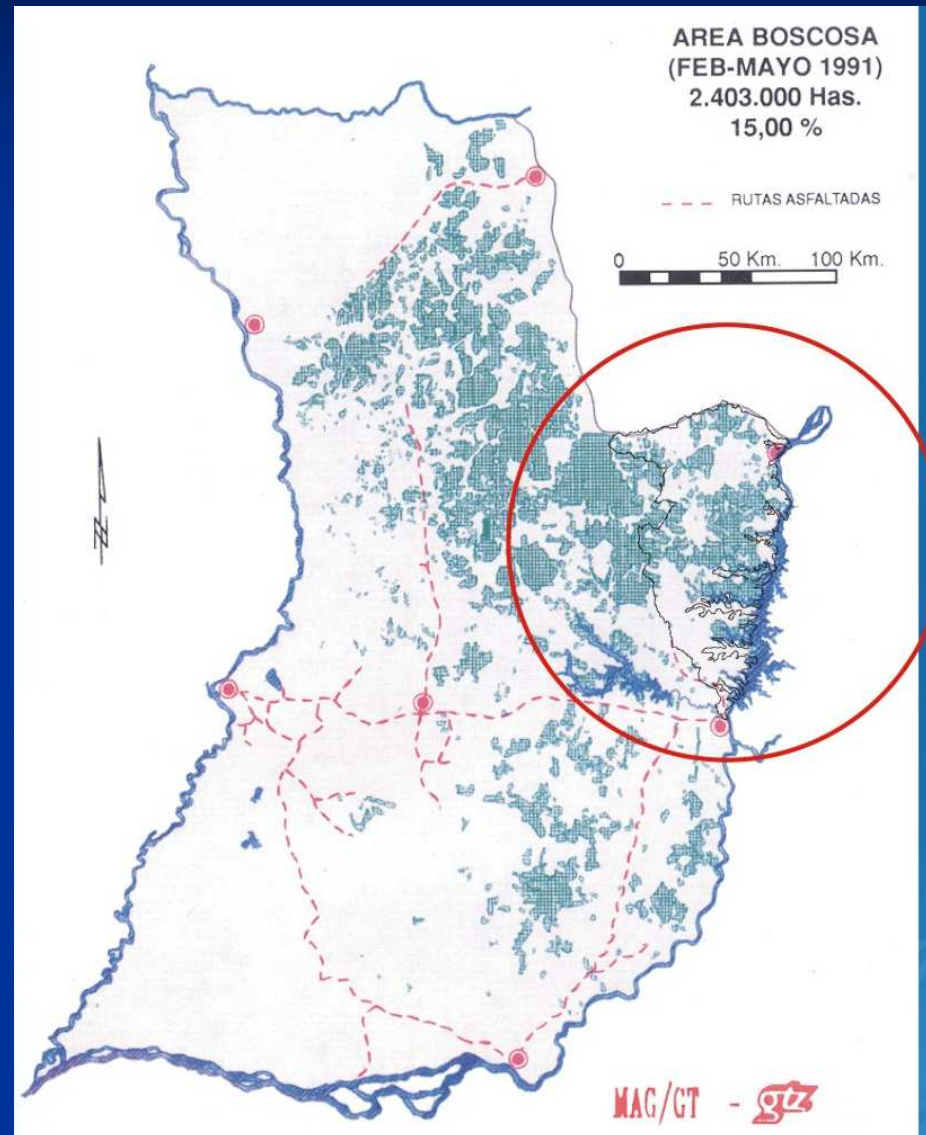 AREA BOSCOSA
(FEB-MAYO 1991)
2.403.000 Has.
15,00 %
RUTAS ASFALTADAS
0 50 Km. 100 Km.
N
MAG/GT - gtz